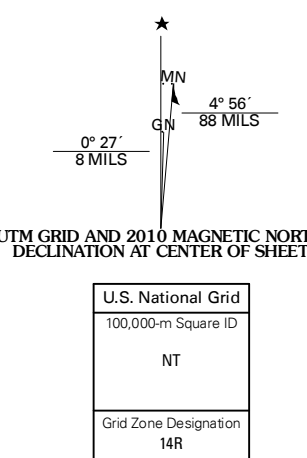 MN
4° 56´
88 MILS
GN
0° 27´
8 MILS
UTM GRID AND 2010 MAGNETIC NORT
DECLINATION AT CENTER OF SHEET
U.S. National Grid
100,000-m Square ID
NT
Grid Zone Designation
14R